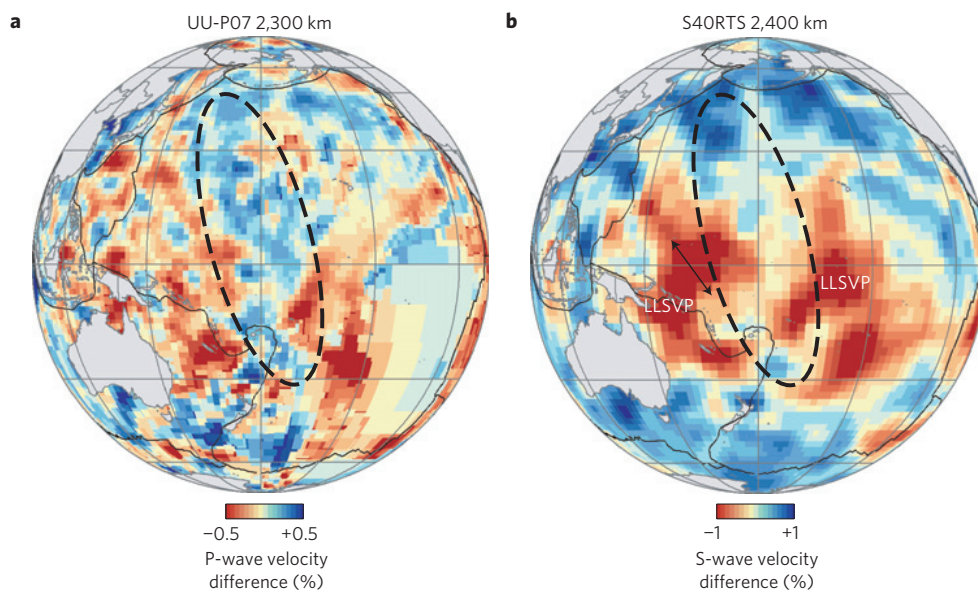 a
UU-P07 2,300 km
−0.5
+0.5
P-wave velocity
difference (%)
b
S40RTS 2,400 km
LLSVP
LLSVP
−1
+1
S-wave velocity
difference (%)